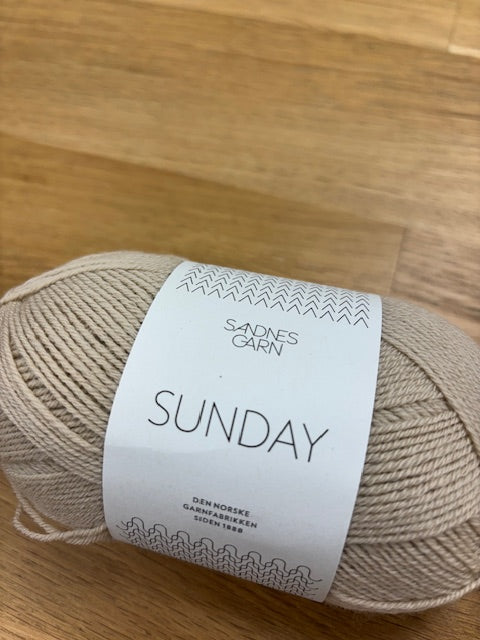 SANDNES
GARN
SUNDAY
DEN NORSKE
GARNFABRIKKEN
SIDEN 1888